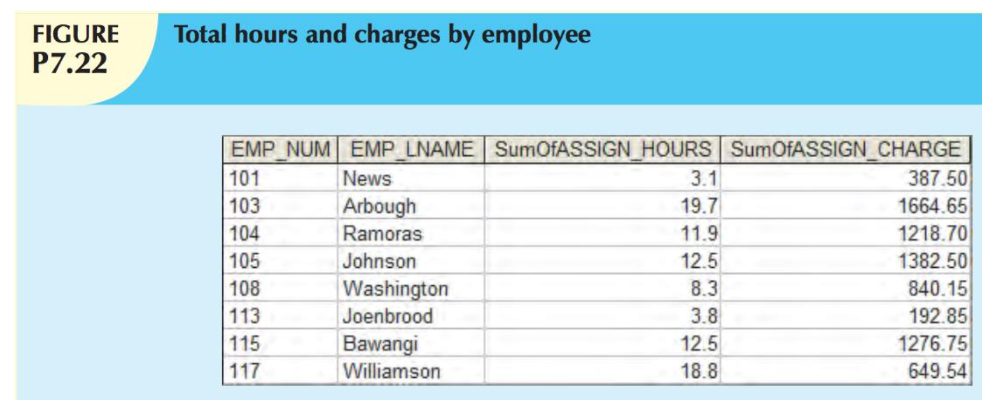 FIGURE
P7.22
Total hours and charges by employee
EMP_NUM EMP_LNAME SumOfASSIGN_HOURS SumOfASSIGN_CHARGE
101 News 3.1 387.50
103 Arbough 19.7 1664.65
104 Ramoras 11.9 1218.70
105 Johnson 12.5 1382.50
108 Washington 8.3 840.15
113 Joenbrood 3.8 192.85
115 Bawangi 12.5 1276.75
117 Williamson 18.8 649.54